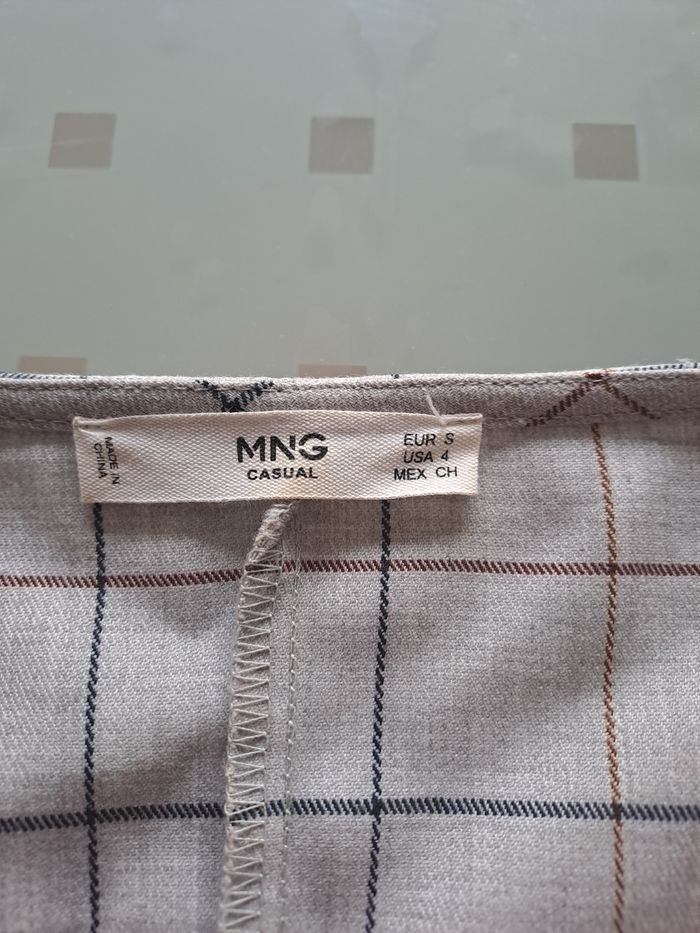 MADE IN
CHINA
MNG
CASUAL
EUR S
USA 4
MEX CH